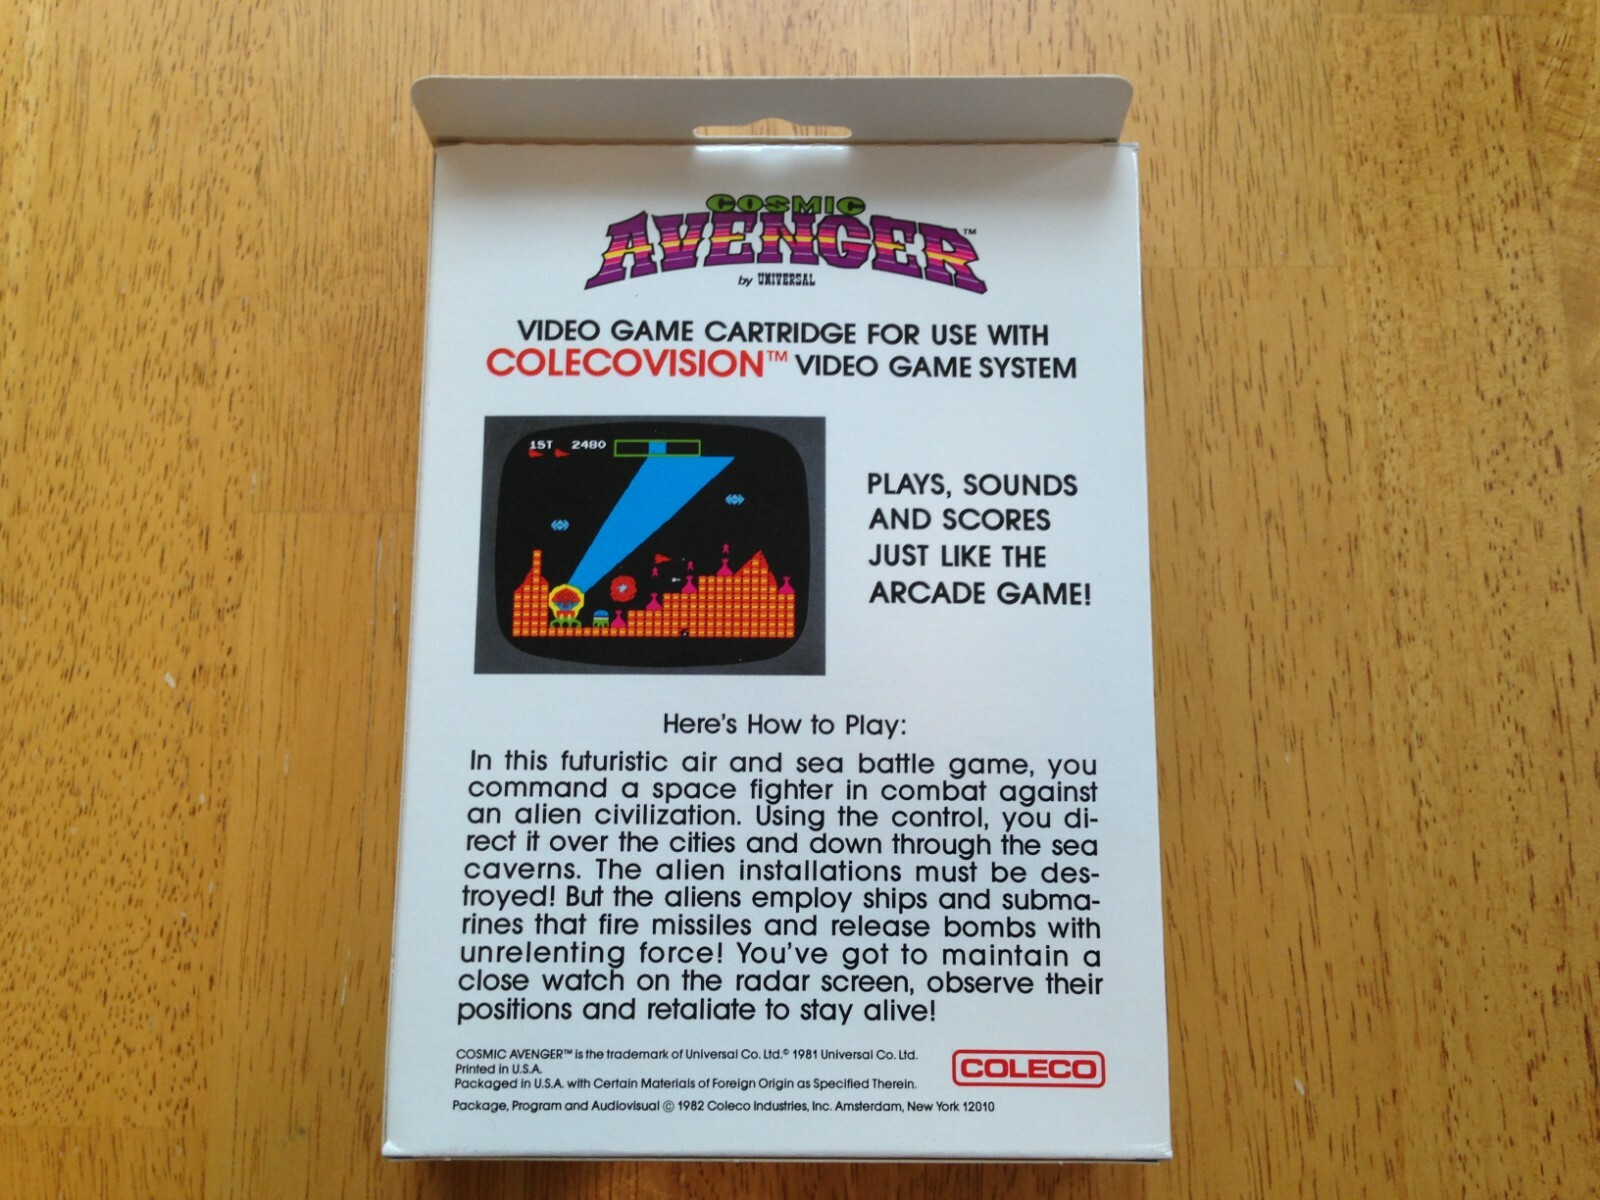 COSMIC
AVENGER™
by UNIVERSAL
VIDEO GAME CARTRIDGE FOR USE WITH
COLECOVISION™ VIDEO GAME SYSTEM
1ST 2480
PLAYS, SOUNDS
AND SCORES
JUST LIKE THE
ARCADE GAME!
Here's How to Play:
In this futuristic air and sea battle game, you
command a space fighter in combat against
an alien civilization. Using the control, you di-
rect it over the cities and down through the sea
caverns. The alien installations must be des-
troyed! But the aliens employ ships and subma-
rines that fire missiles and release bombs with
unrelenting force! You've got to maintain a
close watch on the radar screen, observe their
positions and retaliate to stay alive!
COSMIC AVENGER™ is the trademark of Universal Co. Ltd.© 1981 Universal Co. Ltd.
Printed in U.S.A.
Packaged in U.S.A. with Certain Materials of Foreign Origin as Specified Therein.
COLECO
Package, Program and Audiovisual © 1982 Coleco Industries, Inc. Amsterdam, New York 12010